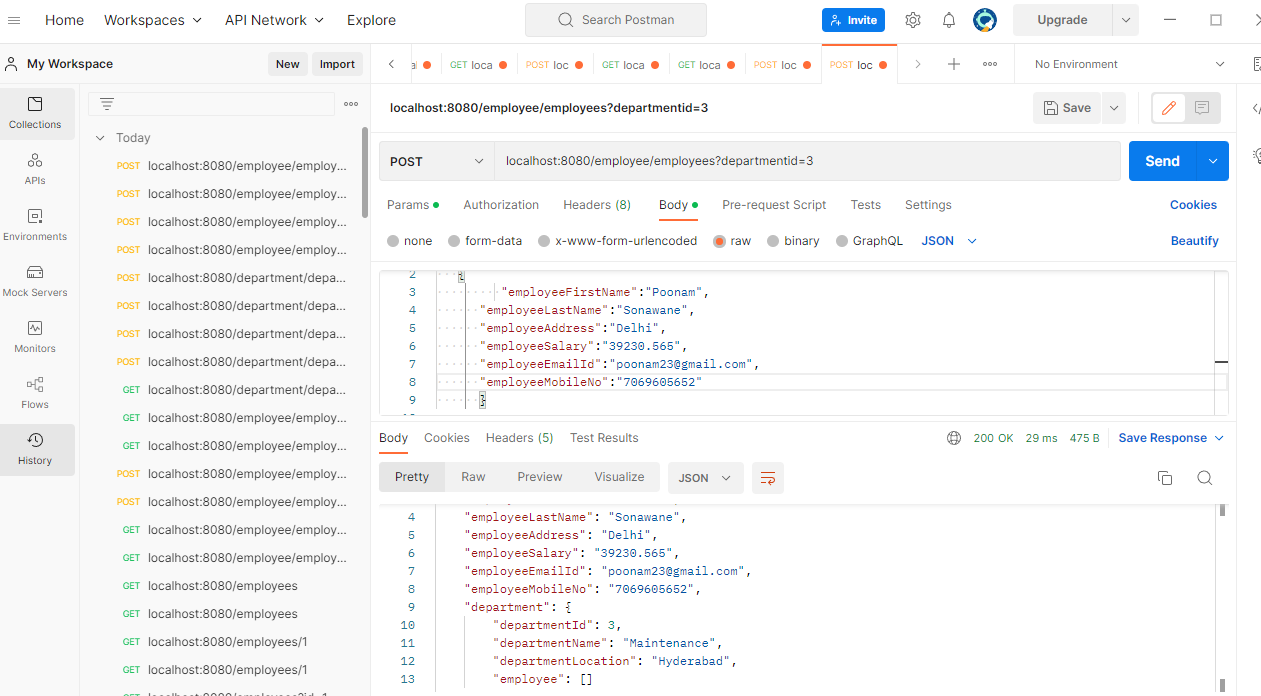 Home Workspaces API Network Explore Search Postman Invite Upgrade
My Workspace New Import
GET loca POST loc GET loca GET loca POST loc POST loc No Environment
Collections
APIs
Environments
Mock Servers
Monitors
Flows
History
Today
POST localhost:8080/employee/employ...
POST localhost:8080/employee/employ...
POST localhost:8080/employee/employ...
POST localhost:8080/employee/employ...
POST localhost:8080/department/depa...
POST localhost:8080/department/depa...
POST localhost:8080/department/depa...
POST localhost:8080/department/depa...
GET localhost:8080/department/depa...
GET localhost:8080/employee/employ...
GET localhost:8080/employee/employ...
POST localhost:8080/employee/employ...
POST localhost:8080/employee/employ...
GET localhost:8080/employee/employ...
GET localhost:8080/employee/employ...
GET localhost:8080/employees
GET localhost:8080/employees
GET localhost:8080/employees/1
GET localhost:8080/employees/1
localhost:8080/employee/employees?departmentid=3 Save
POST localhost:8080/employee/employees?departmentid=3 Send
Params Authorization Headers (8) Body Pre-request Script Tests Settings Cookies
none form-data x-www-form-urlencoded raw binary GraphQL JSON Beautify
2 {
3 "employeeFirstName":"Poonam",
4 "employeeLastName":"Sonawane",
5 "employeeAddress":"Delhi",
6 "employeeSalary":"39230.565",
7 "employeeEmailId":"poonam23@gmail.com",
8 "employeeMobileNo":"7069605652"
9 }
Body Cookies Headers (5) Test Results 200 OK 29 ms 475 B Save Response
Pretty Raw Preview Visualize JSON
4 "employeeLastName": "Sonawane",
5 "employeeAddress": "Delhi",
6 "employeeSalary": "39230.565",
7 "employeeEmailId": "poonam23@gmail.com",
8 "employeeMobileNo": "7069605652",
9 "department": {
10 "departmentId": 3,
11 "departmentName": "Maintenance",
12 "departmentLocation": "Hyderabad",
13 "employee": []